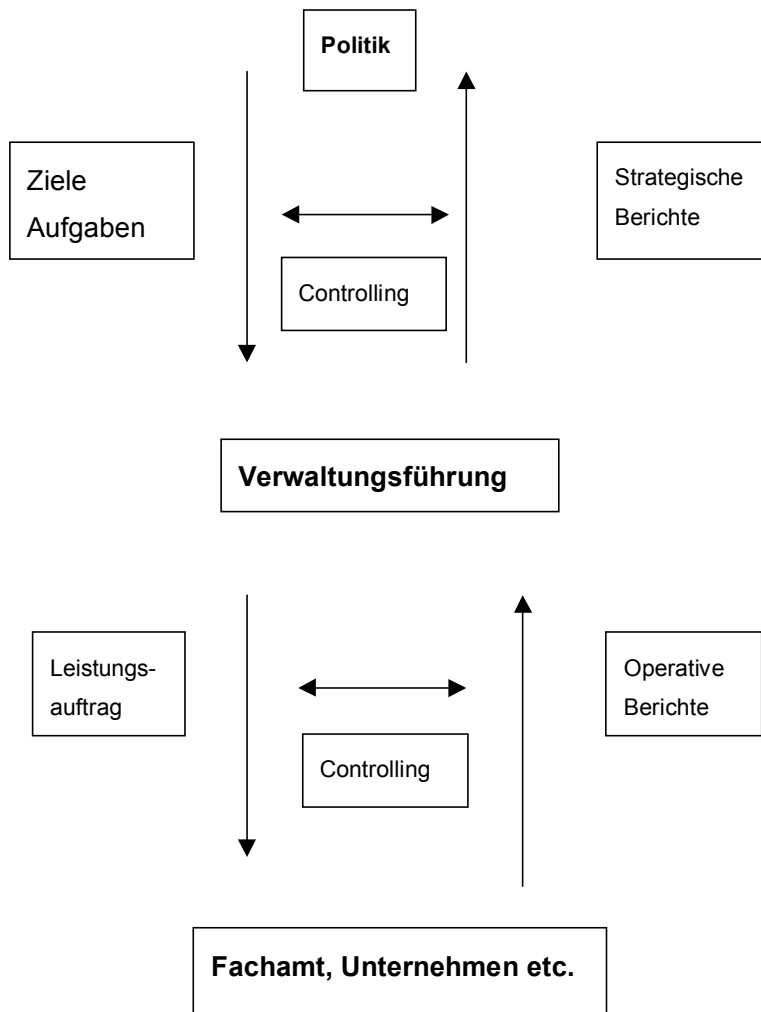 Politik
Ziele
Aufgaben
Strategische
Berichte
Controlling
Verwaltungsführung
Leistungs-
auftrag
Operative
Berichte
Controlling
Fachamt, Unternehmen etc.